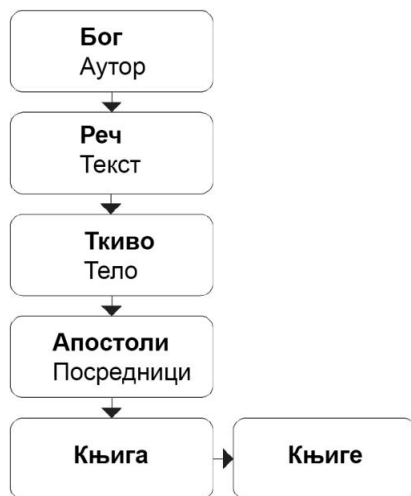 Бог
Аутор
Реч
Текст
Ткиво
Тело
Апостоли
Посредници
Књига
Књиге